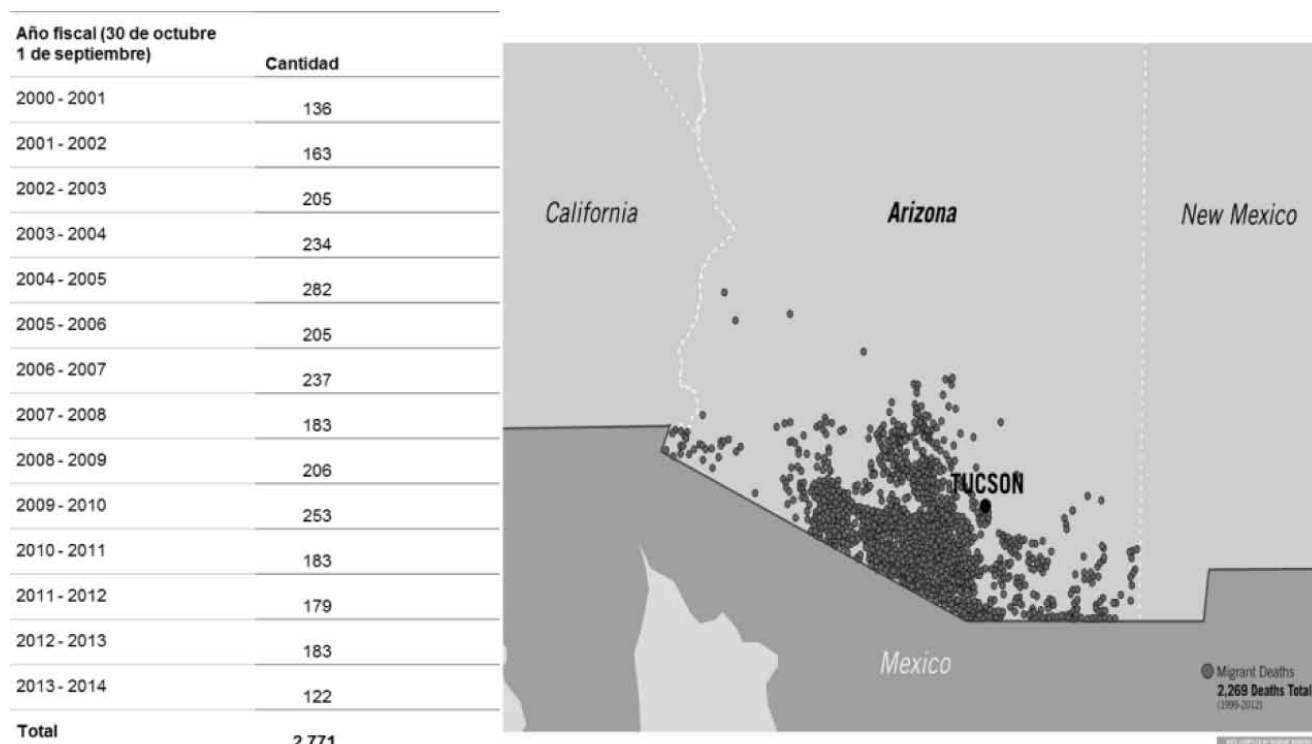 Año fiscal (30 de octubre
1 de septiembre)
Cantidad
2000 - 2001
136
2001 - 2002
163
2002 - 2003
205
2003 - 2004
234
2004 - 2005
282
2005 - 2006
205
2006 - 2007
237
2007 - 2008
183
2008 - 2009
206
2009 - 2010
253
2010 - 2011
183
2011 - 2012
179
2012 - 2013
183
2013 - 2014
122
Total
2,771
California
Arizona
New Mexico
TUCSON
Mexico
Migrant Deaths
2,269 Deaths Total
(1999-2012)